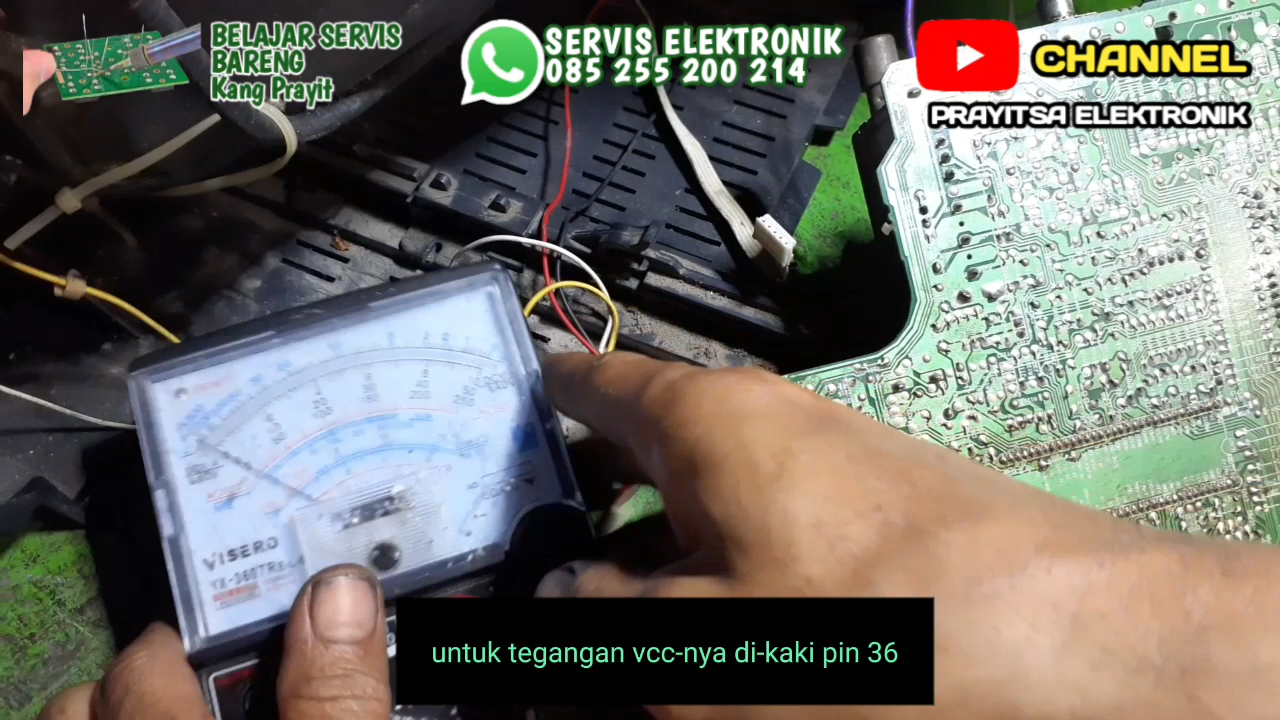 BELAJAR SERVIS
BARENG
Kang Prayit
SERVIS ELEKTRONIK
085 255 200 214
CHANNEL
PRAYITSA ELEKTRONIK
VISERO
untuk tegangan vcc-nya di-kaki pin 36